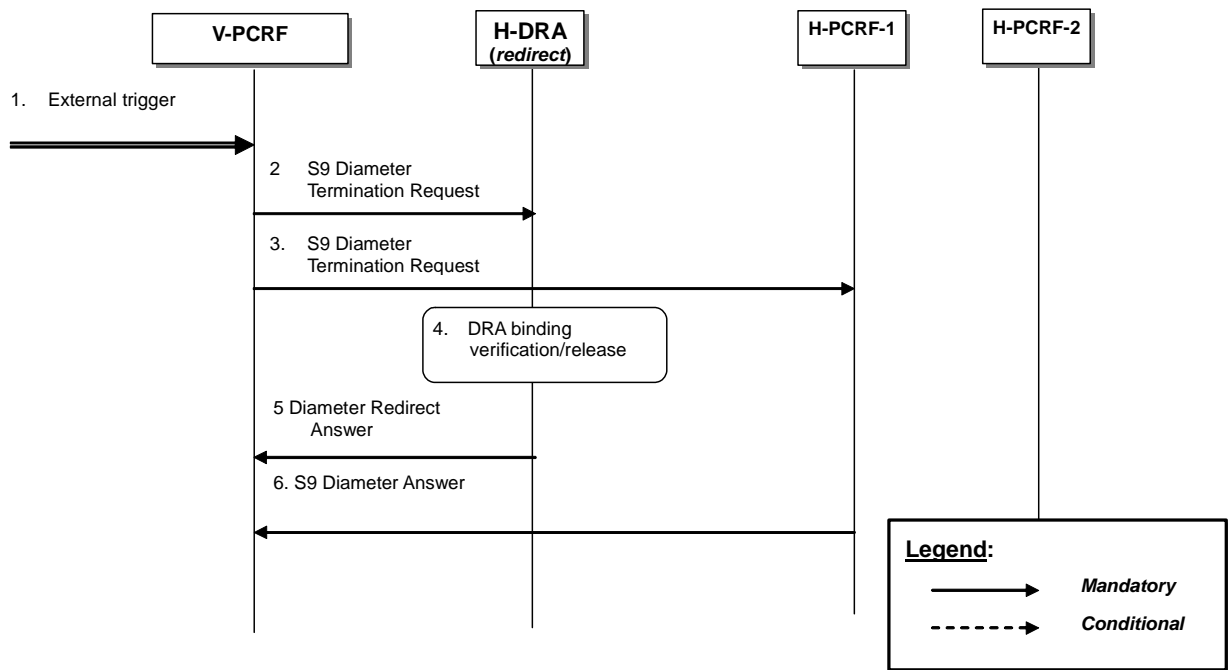 V-PCRF
H-DRA
(redirect)
H-PCRF-1
H-PCRF-2
1. External trigger
2 S9 Diameter
Termination Request
3. S9 Diameter
Termination Request
4. DRA binding
verification/release
5 Diameter Redirect
Answer
6. S9 Diameter Answer
Legend:
Mandatory
Conditional